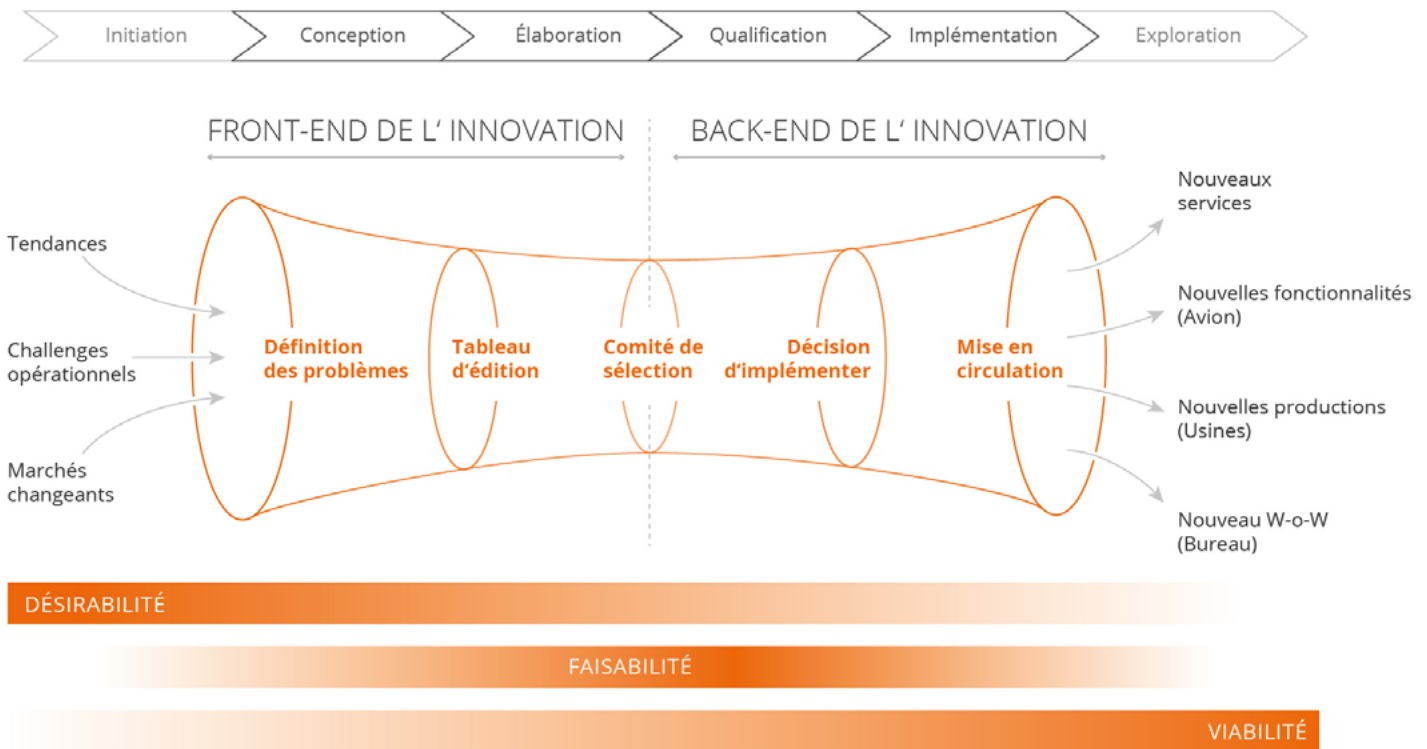 Initiation
Conception
Élaboration
Qualification
Implémentation
Exploration
FRONT-END DE L‘ INNOVATION
BACK-END DE L‘ INNOVATION
Tendances
Challenges
opérationnels
Marchés
changeants
Définition
des problèmes
Tableau
d‘édition
Comité de
sélection
Décision
d‘implémenter
Mise en
circulation
Nouveaux
services
Nouvelles fonctionnalités
(Avion)
Nouvelles productions
(Usines)
Nouveau W-o-W
(Bureau)
DÉSIRABILITÉ
FAISABILITÉ
VIABILITÉ